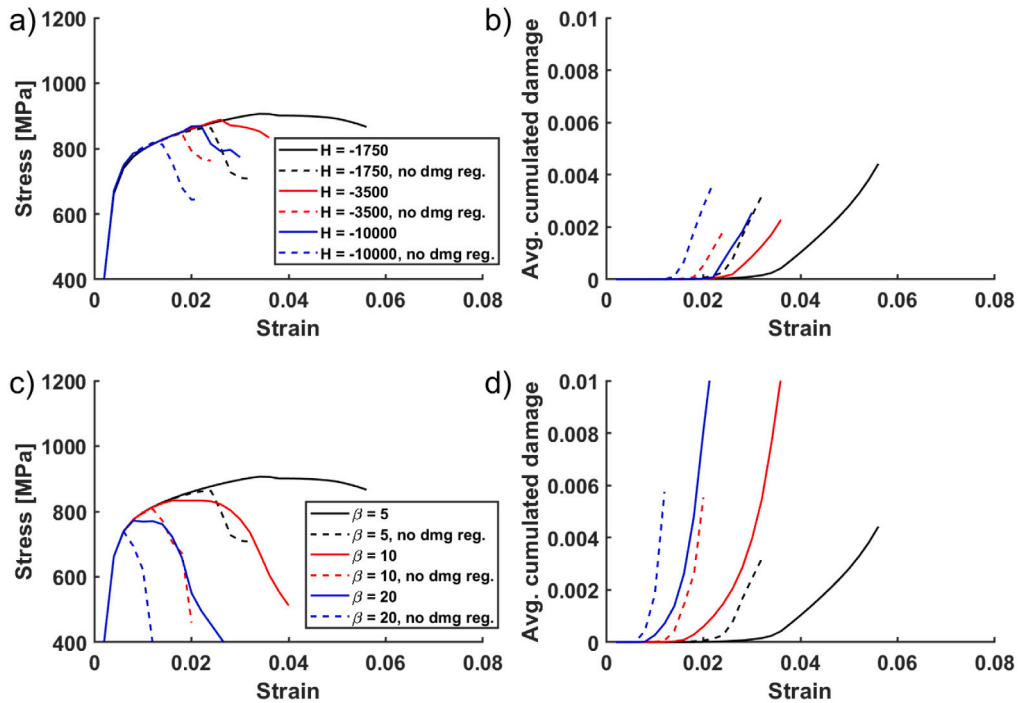 a)
1200
1000
800
600
400
Stress [MPa]
H = -1750
H = -1750, no dmg reg.
H = -3500
H = -3500, no dmg reg.
H = -10000
H = -10000, no dmg reg.
0
0.02
0.04
0.06
0.08
Strain
b)
0.01
0.008
0.006
0.004
0.002
0
Avg. cumulated damage
0
0.02
0.04
0.06
0.08
Strain
c)
1200
1000
800
600
400
Stress [MPa]
β = 5
β = 5, no dmg reg.
β = 10
β = 10, no dmg reg.
β = 20
β = 20, no dmg reg.
0
0.02
0.04
0.06
0.08
Strain
d)
0.01
0.008
0.006
0.004
0.002
0
Avg. cumulated damage
0
0.02
0.04
0.06
0.08
Strain